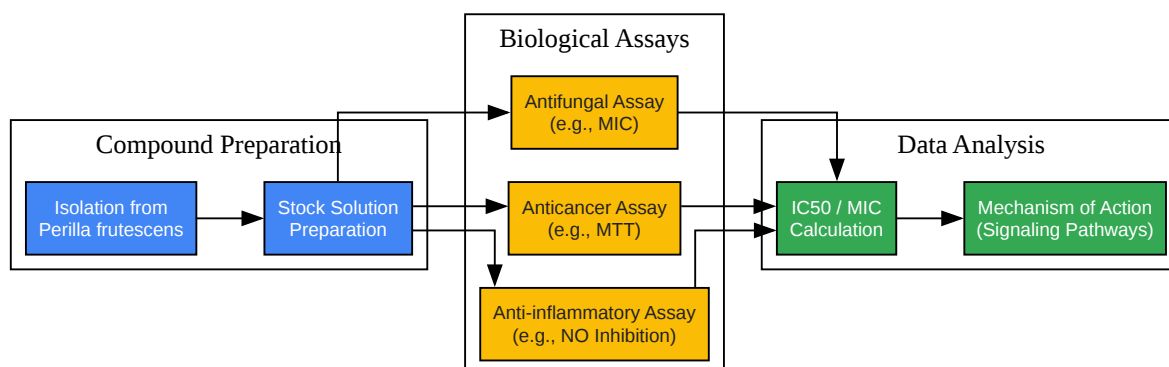 Compound Preparation
Isolation from
Perilla frutescens
Stock Solution
Preparation
Biological Assays
Antifungal Assay
(e.g., MIC)
Anticancer Assay
(e.g., MTT)
Anti-inflammatory Assay
(e.g., NO Inhibition)
Data Analysis
IC50 / MIC
Calculation
Mechanism of Action
(Signaling Pathways)